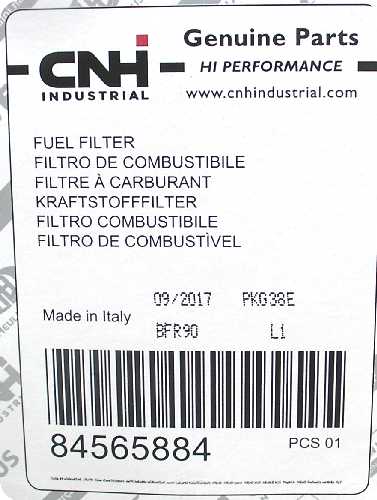 CNH
INDUSTRIAL
Genuine Parts
HI PERFORMANCE
www.cnhindustrial.com
FUEL FILTER
FILTRO DE COMBUSTIBILE
FILTRE À CARBURANT
KRAFTSTOFFFILTER
FILTRO COMBUSTIBILE
FILTRO DE COMBUSTÌVEL
09/2017 PKG38E
Made in Italy BFR90 L1
84565884 PCS 01